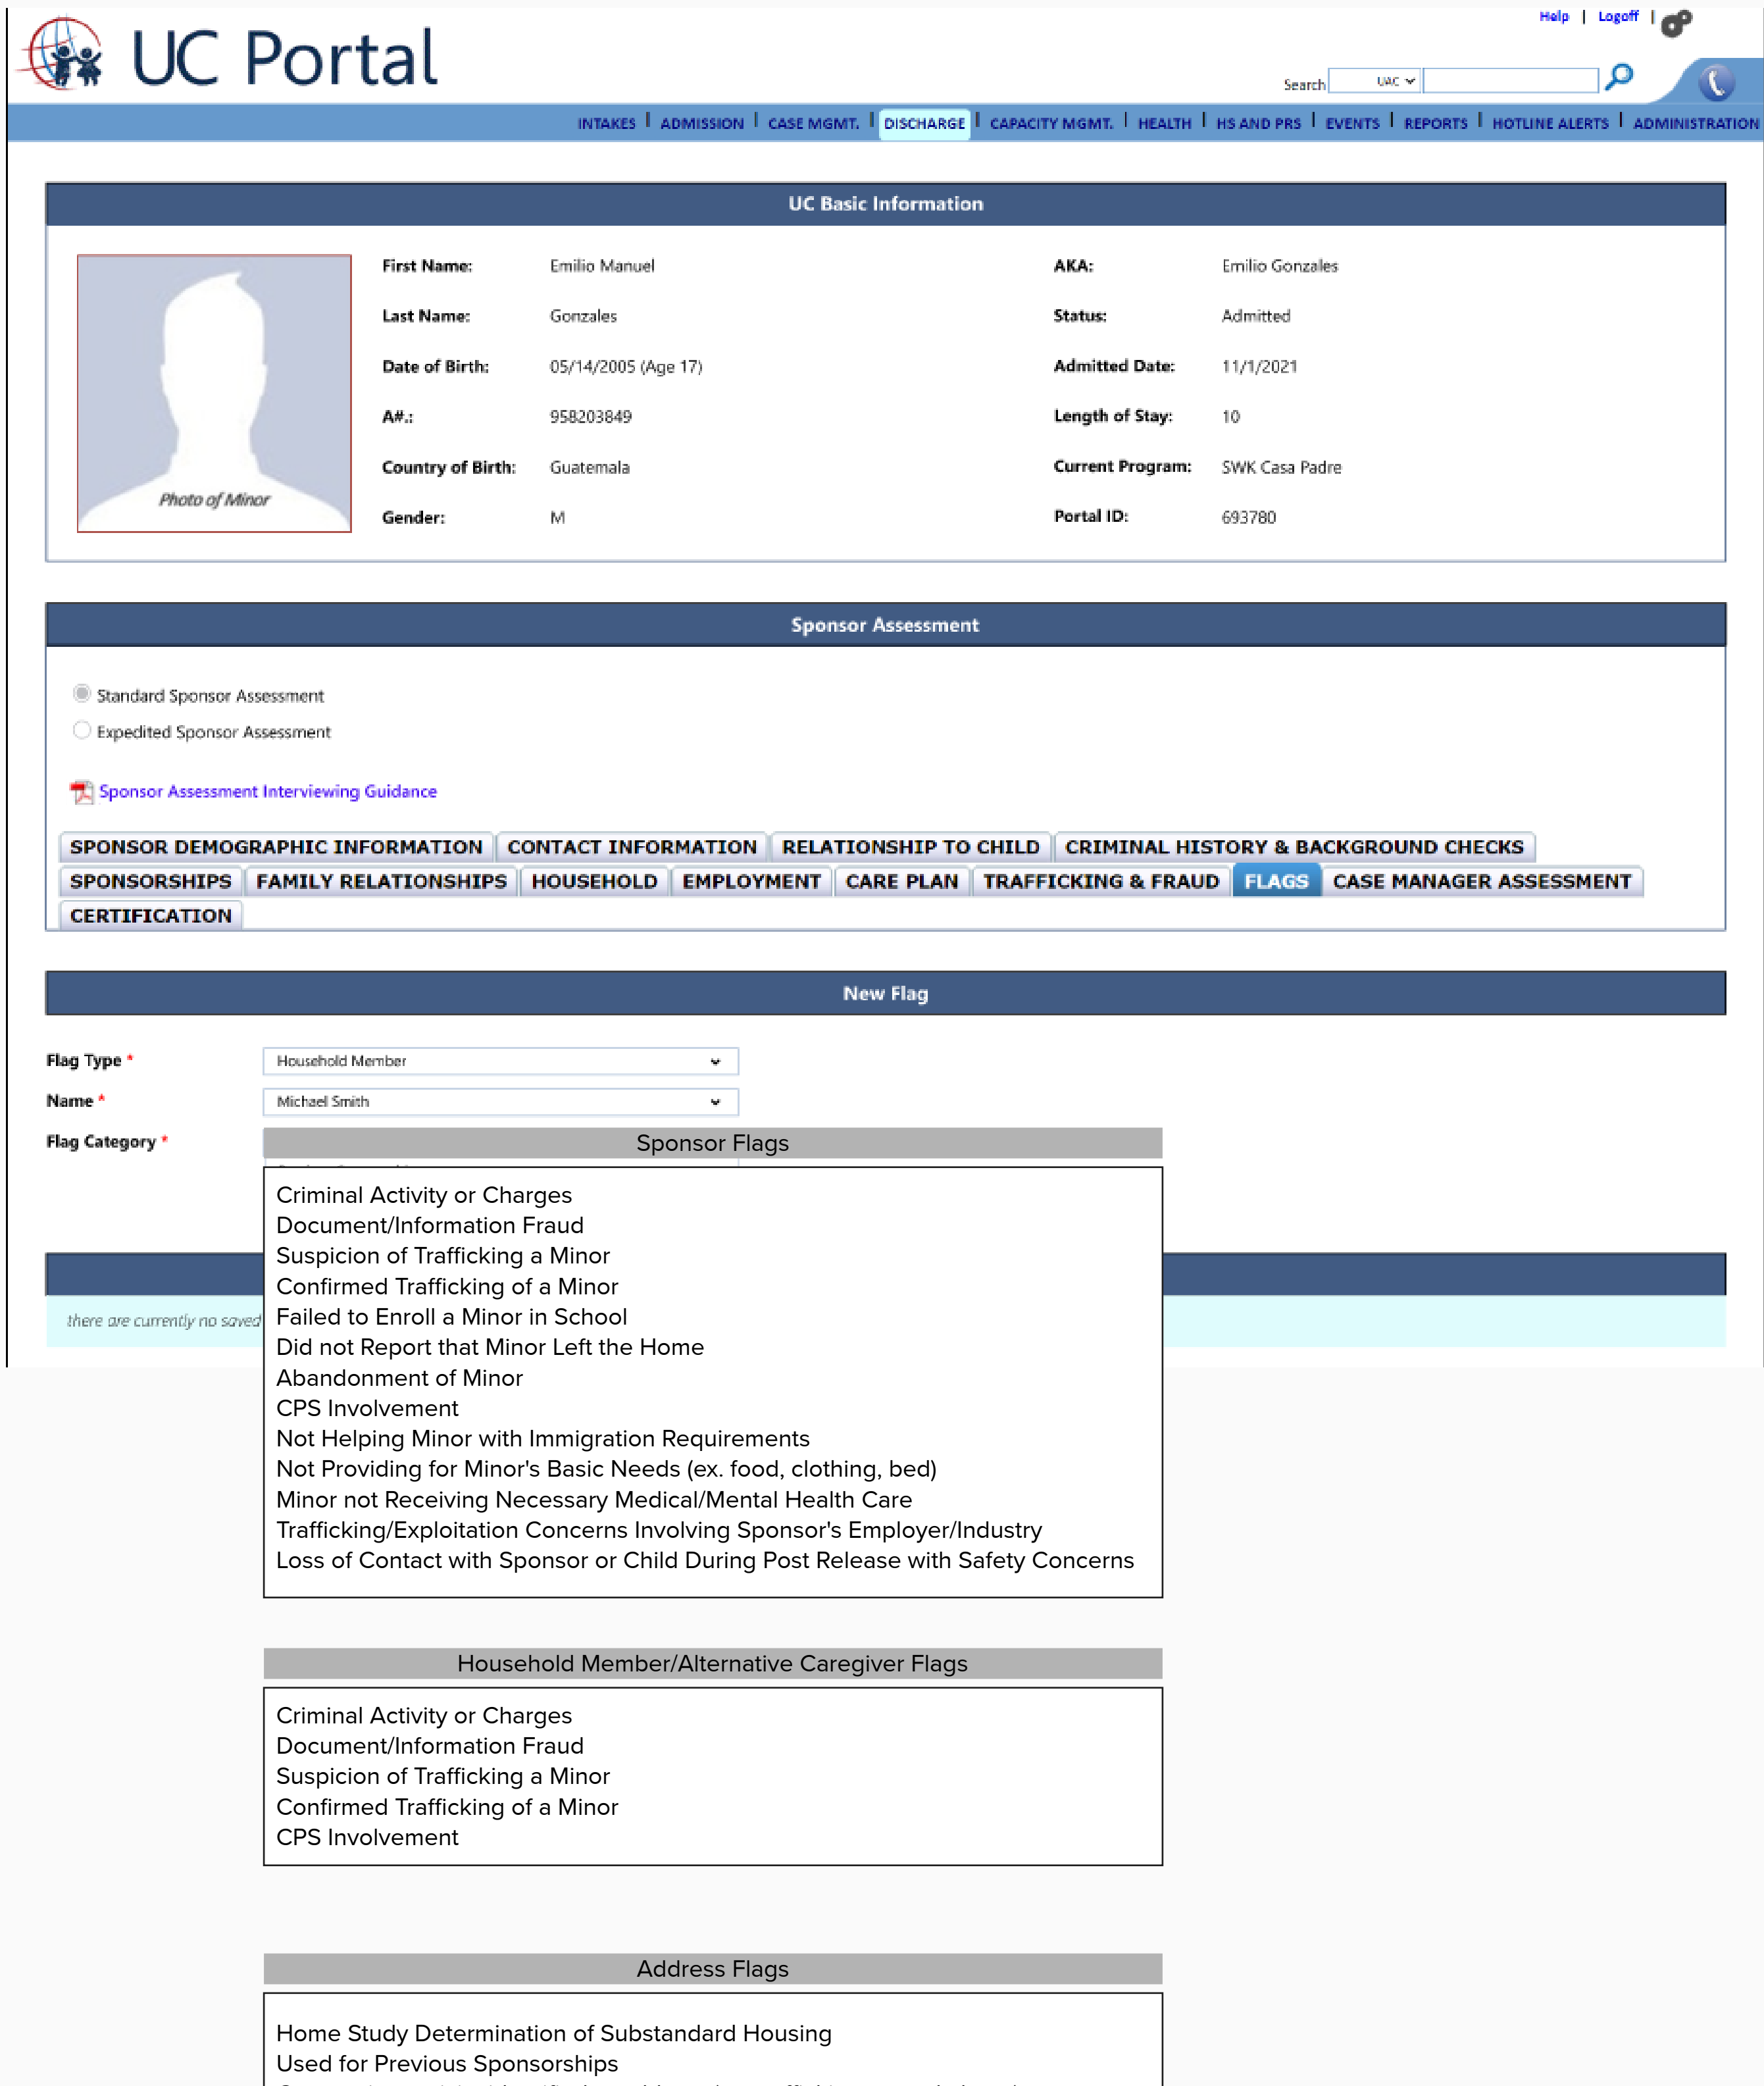 Help | Logoff |
UC Portal
Search UAC
INTAKES | ADMISSION | CASE MGMT. | DISCHARGE | CAPACITY MGMT. | HEALTH | HS AND PRS | EVENTS | REPORTS | HOTLINE ALERTS | ADMINISTRATION
UC Basic Information
First Name: Emilio Manuel AKA: Emilio Gonzales
Last Name: Gonzales Status: Admitted
Date of Birth: 05/14/2005 (Age 17) Admitted Date: 11/1/2021
A#.: 958203849 Length of Stay: 10
Country of Birth: Guatemala Current Program: SWK Casa Padre
Photo of Minor
Gender: M Portal ID: 693780
Sponsor Assessment
Standard Sponsor Assessment
Expedited Sponsor Assessment
Sponsor Assessment Interviewing Guidance
SPONSOR DEMOGRAPHIC INFORMATION CONTACT INFORMATION RELATIONSHIP TO CHILD CRIMINAL HISTORY & BACKGROUND CHECKS
SPONSORSHIPS FAMILY RELATIONSHIPS HOUSEHOLD EMPLOYMENT CARE PLAN TRAFFICKING & FRAUD FLAGS CASE MANAGER ASSESSMENT
CERTIFICATION
New Flag
Flag Type * Household Member
Name * Michael Smith
Flag Category * Sponsor Flags
Criminal Activity or Charges
Document/Information Fraud
Suspicion of Trafficking a Minor
Confirmed Trafficking of a Minor
Failed to Enroll a Minor in School
there are currently no saved
Did not Report that Minor Left the Home
Abandonment of Minor
CPS Involvement
Not Helping Minor with Immigration Requirements
Not Providing for Minor's Basic Needs (ex. food, clothing, bed)
Minor not Receiving Necessary Medical/Mental Health Care
Trafficking/Exploitation Concerns Involving Sponsor's Employer/Industry
Loss of Contact with Sponsor or Child During Post Release with Safety Concerns
Household Member/Alternative Caregiver Flags
Criminal Activity or Charges
Document/Information Fraud
Suspicion of Trafficking a Minor
Confirmed Trafficking of a Minor
CPS Involvement
Address Flags
Home Study Determination of Substandard Housing
Used for Previous Sponsorships